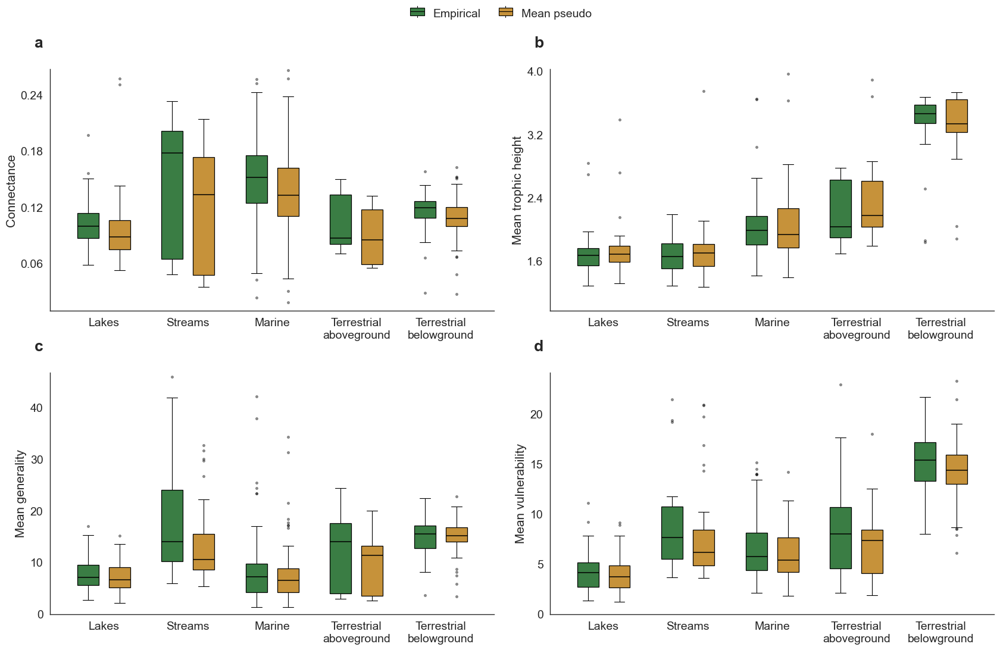 Empirical Mean pseudo
a
Connectance
0.24
0.18
0.12
0.06
Lakes Streams Marine Terrestrial aboveground Terrestrial belowground
b
Mean trophic height
4.0
3.2
2.4
1.6
Lakes Streams Marine Terrestrial aboveground Terrestrial belowground
c
Mean generality
40
30
20
10
0
Lakes Streams Marine Terrestrial aboveground Terrestrial belowground
d
Mean vulnerability
20
15
10
5
0
Lakes Streams Marine Terrestrial aboveground Terrestrial belowground